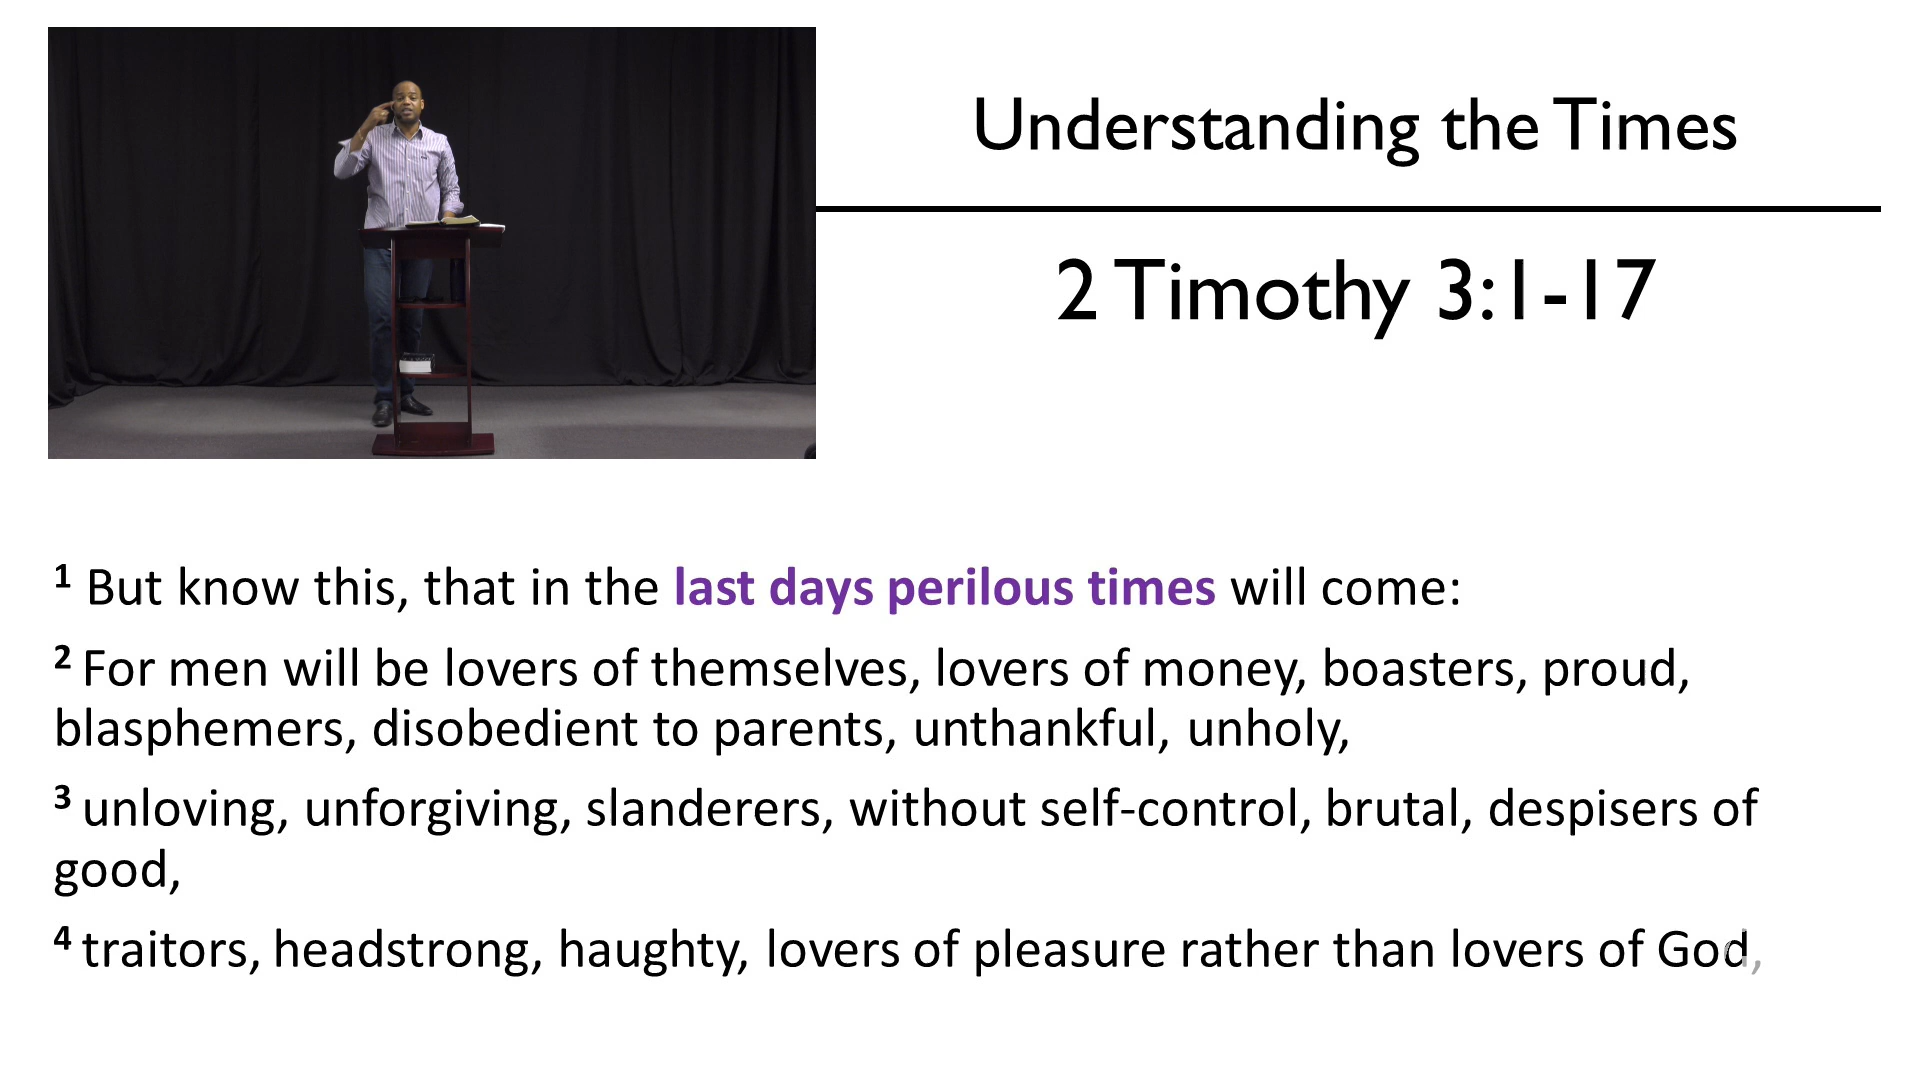 Understanding the Times
2 Timothy 3:1-17
1 But know this, that in the last days perilous times will come:
2 For men will be lovers of themselves, lovers of money, boasters, proud,
blasphemers, disobedient to parents, unthankful, unholy,
3 unloving, unforgiving, slanderers, without self-control, brutal, despisers of
good,
4 traitors, headstrong, haughty, lovers of pleasure rather than lovers of God,